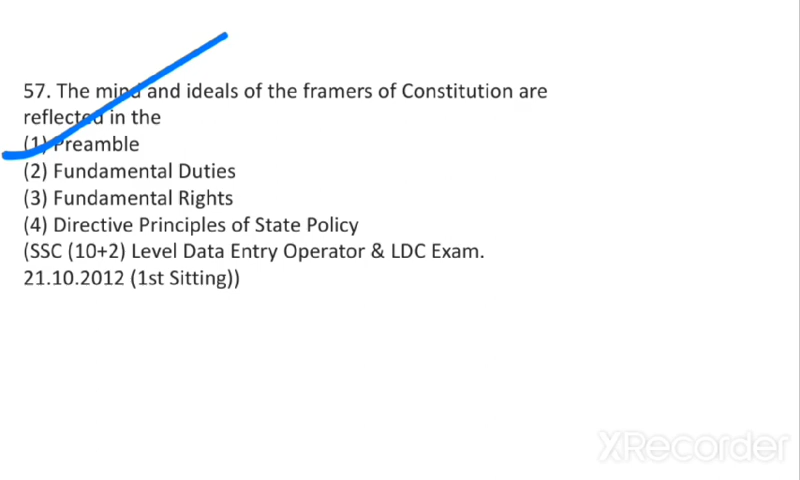 57. The mind and ideals of the framers of Constitution are
reflected in the
(1) Preamble
(2) Fundamental Duties
(3) Fundamental Rights
(4) Directive Principles of State Policy
(SSC (10+2) Level Data Entry Operator & LDC Exam.
21.10.2012 (1st Sitting))
XRecorder